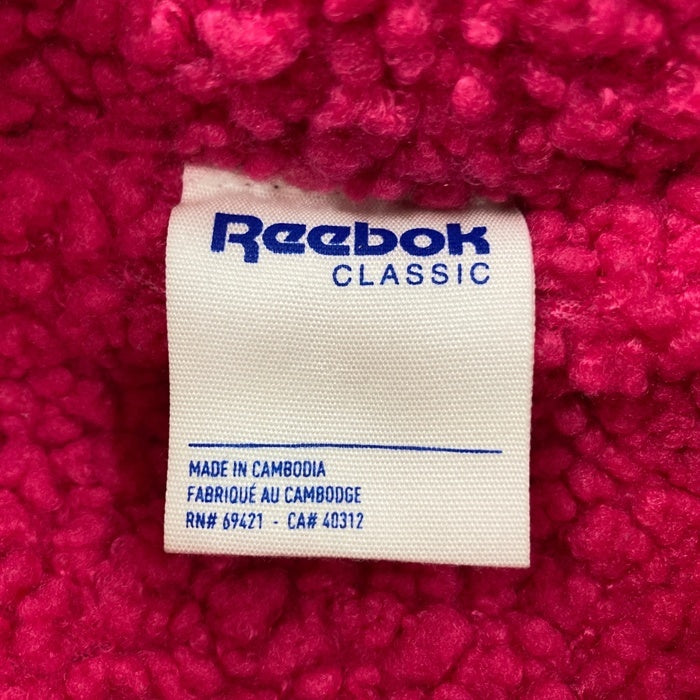 Reebok
CLASSIC
MADE IN CAMBODIA
FABRIQUÉ AU CAMBODGE
RN# 69421 - CA# 40312